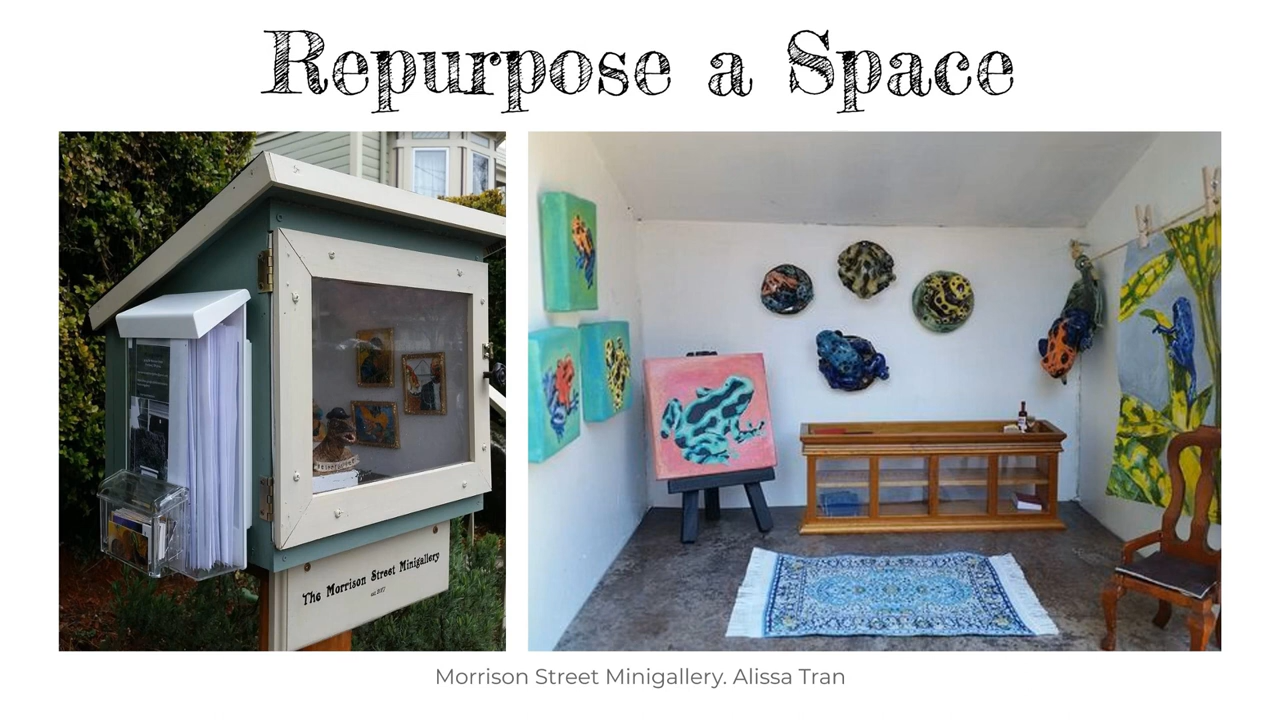 Repurpose a Space
The Morrison Street Minigallery
Morrison Street Minigallery. Alissa Tran